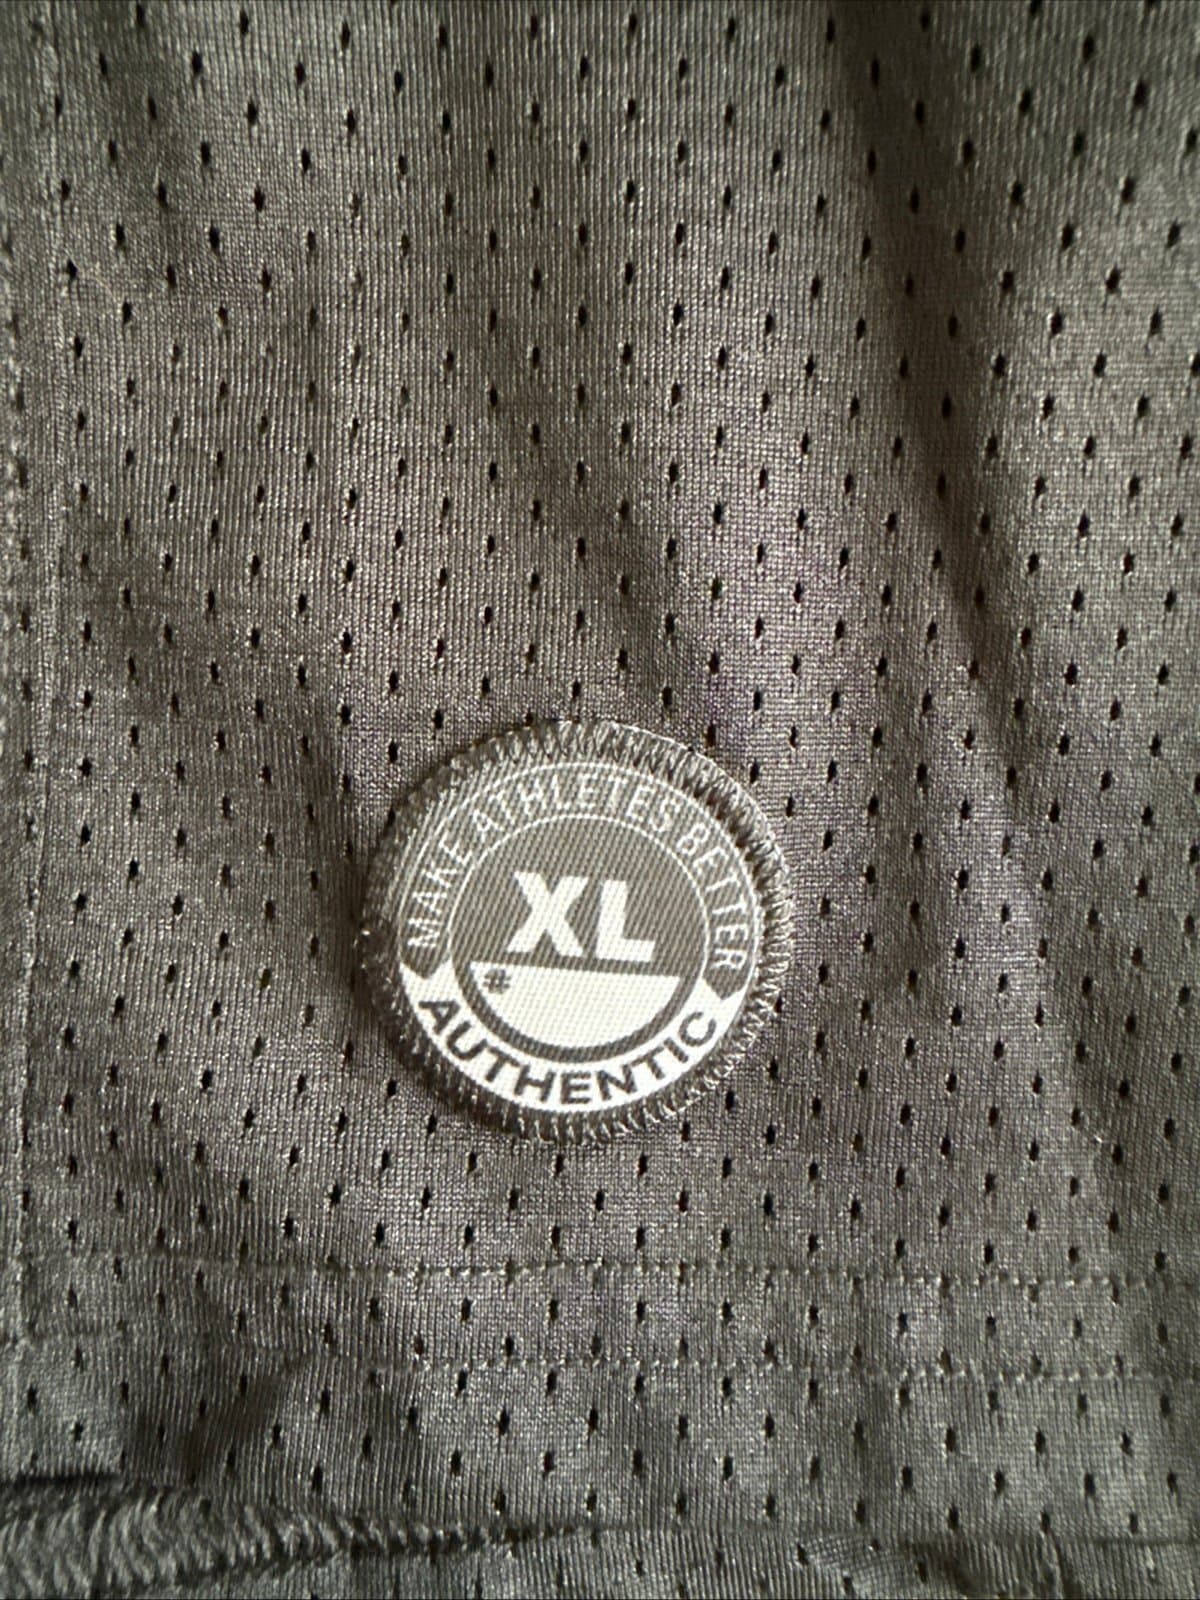 MAKE ATHLETES BETTER
XL
#
AUTHENTIC